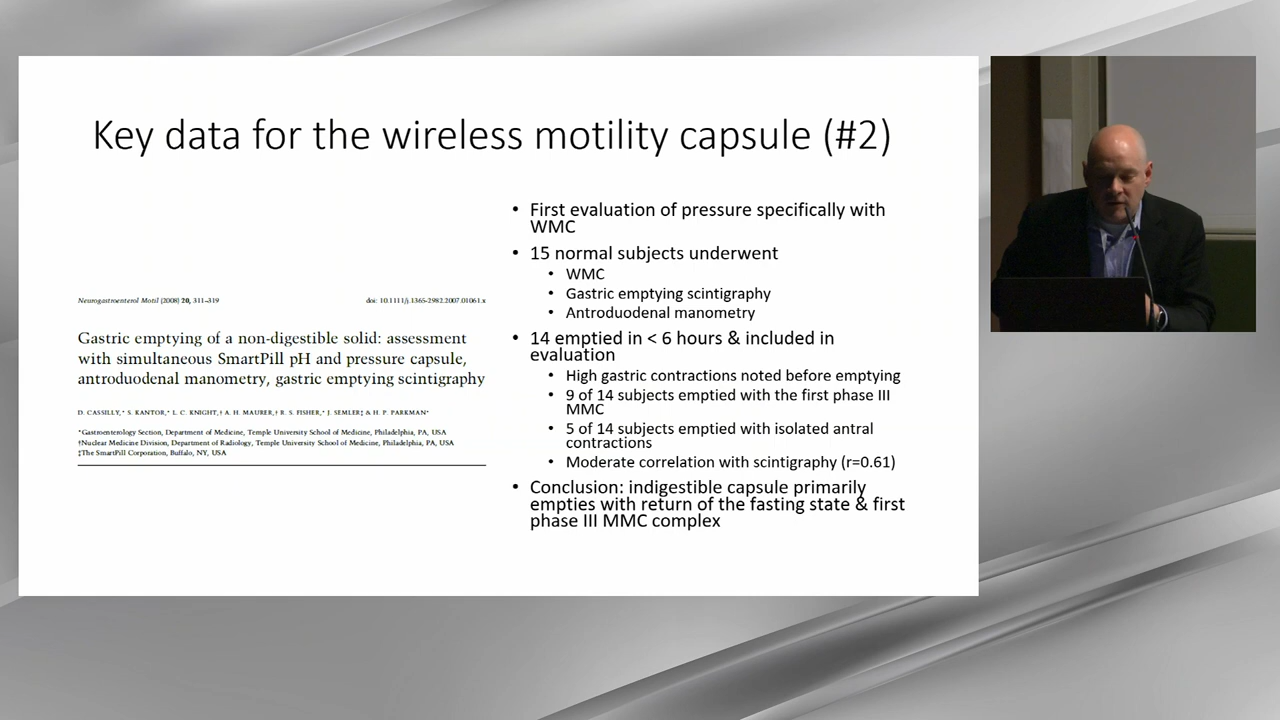 Key data for the wireless motility capsule (#2)
Neurogastroenterol Motil (2008) 20, 311–319
doi: 10.1111/j.1365-2982.2007.01061.x
Gastric emptying of a non-digestible solid: assessment
with simultaneous SmartPill pH and pressure capsule,
antroduodenal manometry, gastric emptying scintigraphy
D. CASSILLY,* S. KANTOR,* L. C. KNIGHT,† A. H. MAURER,† R. S. FISHER,* J. SEMLER‡ & H. P. PARKMAN*
*Gastroenterology Section, Department of Medicine, Temple University School of Medicine, Philadelphia, PA, USA
†Nuclear Medicine Division, Department of Radiology, Temple University School of Medicine, Philadelphia, PA, USA
‡The SmartPill Corporation, Buffalo, NY, USA
• First evaluation of pressure specifically with
WMC
• 15 normal subjects underwent
• WMC
• Gastric emptying scintigraphy
• Antroduodenal manometry
• 14 emptied in < 6 hours & included in
evaluation
• High gastric contractions noted before emptying
• 9 of 14 subjects emptied with the first phase III
MMC
• 5 of 14 subjects emptied with isolated antral
contractions
• Moderate correlation with scintigraphy (r=0.61)
• Conclusion: indigestible capsule primarily
empties with return of the fasting state & first
phase III MMC complex